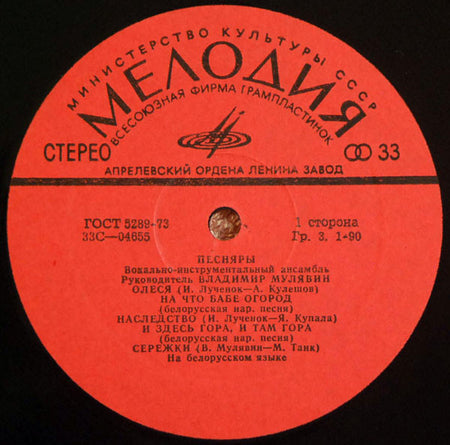 МИНИСТЕРСТВО КУЛЬТУРЫ СССР
МЕЛОДИЯ
ВСЕСОЮЗНАЯ ФИРМА ГРАМПЛАСТИНОК
СТЕРЕО 33
АПРЕЛЕВСКИЙ ОРДЕНА ЛЕНИНА ЗАВОД
ГОСТ 5289-73 1 сторона
33С—04655 Гр. 3. 1-90
ПЕСНЯРЫ
Вокально-инструментальный ансамбль
Руководитель ВЛАДИМИР МУЛЯВИН
ОЛЕСЯ (И. Лученок—А. Кулешов)
НА ЧТО БАБЕ ОГОРОД
(белорусская нар. песня)
НАСЛЕДСТВО (И. Лученок—Я. Купала)
И ЗДЕСЬ ГОРА, И ТАМ ГОРА
(белорусская нар. песня)
СЕРЕЖКИ (В. Мулявин—М. Танк)
На белорусском языке